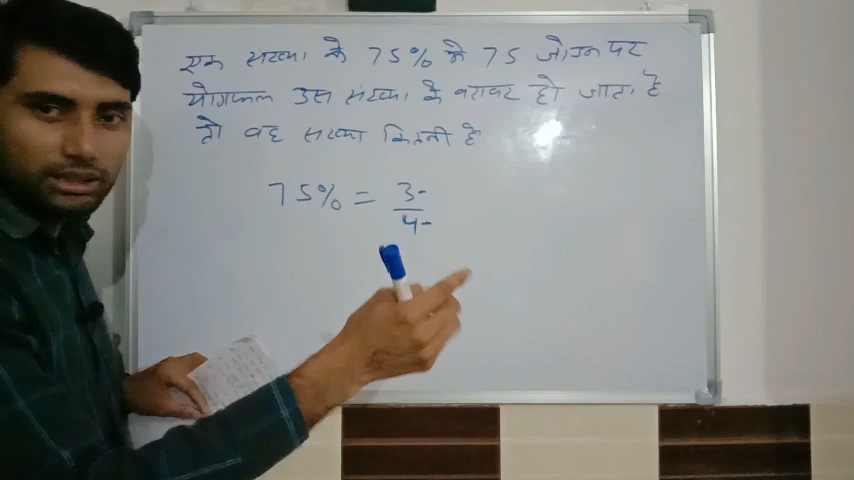 एक संख्या के 75% में 75 जोड़ने पर
योगफल उस संख्या के बराबर हो जाता है
तो वह संख्या कितनी है
75% = 3/4